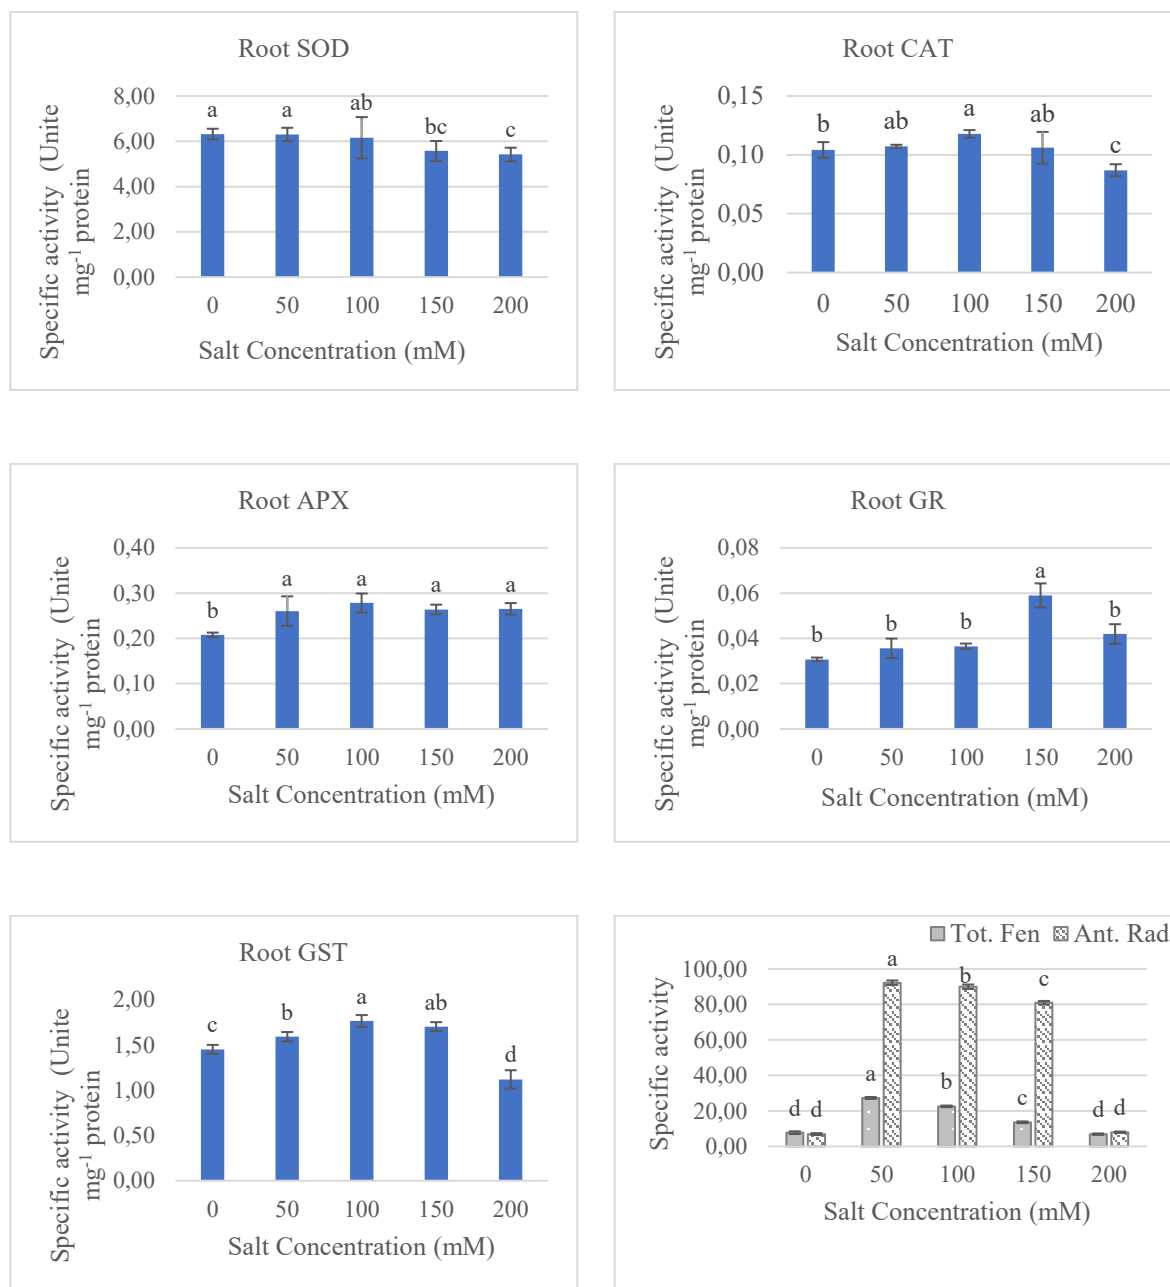 Root SOD
Specific activity (Unite
mg-1 protein
8,00
6,00
4,00
2,00
0,00
a
a
ab
bc
c
0 50 100 150 200
Salt Concentration (mM)
Root CAT
Specific activity (Unite
mg-1 protein
0,15
0,10
0,05
0,00
b
ab
a
ab
c
0 50 100 150 200
Salt Concentration (mM)
Root APX
Specific activity (Unite
mg-1 protein
0,40
0,30
0,20
0,10
0,00
b
a
a
a
a
0 50 100 150 200
Salt Concentration (mM)
Root GR
Specific activity (Unite
mg-1 protein
0,08
0,06
0,04
0,02
0,00
b
b
b
a
b
0 50 100 150 200
Salt Concentration (mM)
Root GST
Specific activity (Unite
mg-1 protein
2,00
1,50
1,00
0,50
0,00
c
b
a
ab
d
0 50 100 150 200
Salt Concentration (mM)
Tot. Fen Ant. Rad
Specific activity
100,00
80,00
60,00
40,00
20,00
0,00
d d
a a
b b
c c
d d
0 50 100 150 200
Salt Concentration (mM)